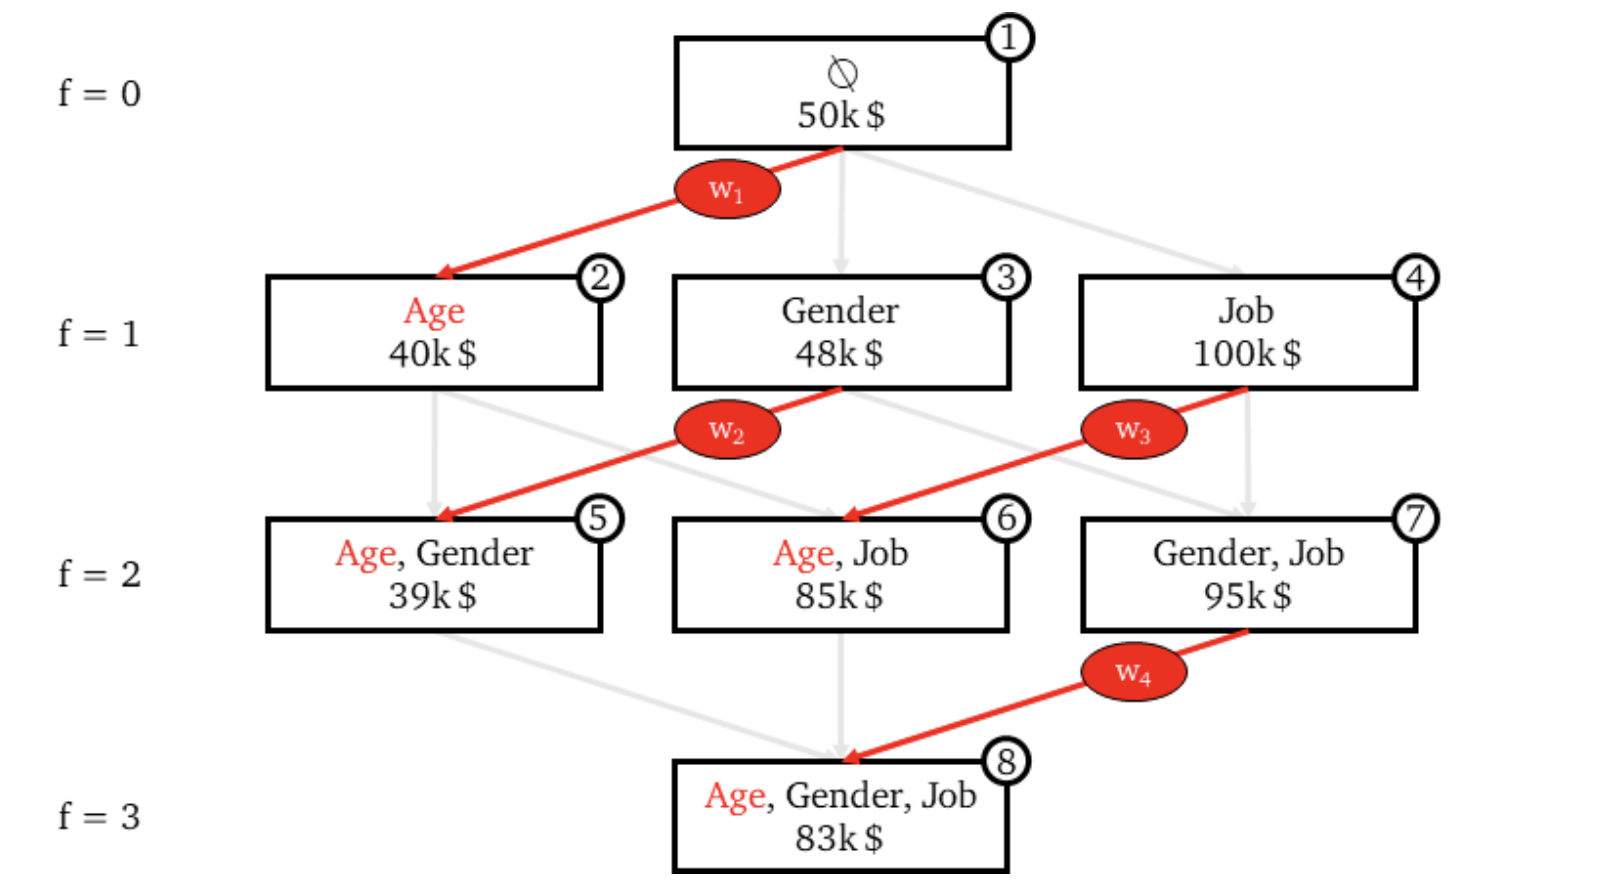 1
f = 0
∅
50k $
w₁
2
3
4
f = 1
Age
40k $
Gender
48k $
Job
100k $
w₂
w₃
5
6
7
f = 2
Age, Gender
39k $
Age, Job
85k $
Gender, Job
95k $
w₄
8
f = 3
Age, Gender, Job
83k $